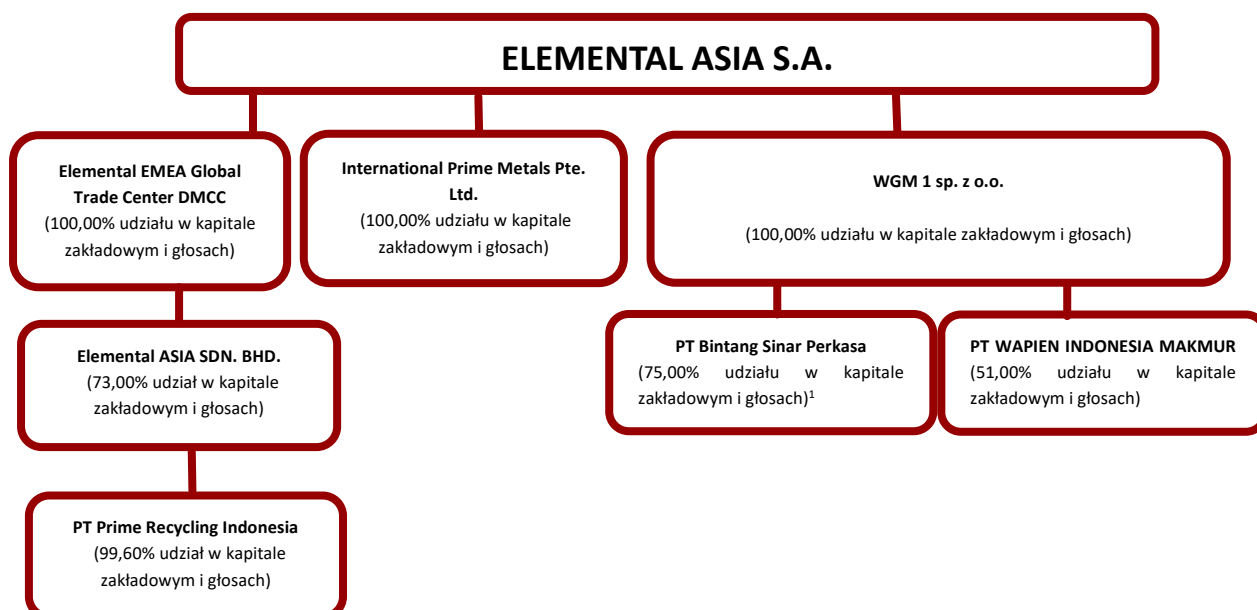 ELEMENTAL ASIA S.A.
Elemental EMEA Global
Trade Center DMCC
(100,00% udziału w kapitale
zakładowym i głosach)
International Prime Metals Pte.
Ltd.
(100,00% udziału w kapitale
zakładowym i głosach)
WGM 1 sp. z o.o.
(100,00% udziału w kapitale zakładowym i głosach)
Elemental ASIA SDN. BHD.
(73,00% udział w kapitale
zakładowym i głosach)
PT Bintang Sinar Perkasa
(75,00% udziału w kapitale
zakładowym i głosach)¹
PT WAPIEN INDONESIA MAKMUR
(51,00% udziału w kapitale
zakładowym i głosach)
PT Prime Recycling Indonesia
(99,60% udział w kapitale
zakładowym i głosach)